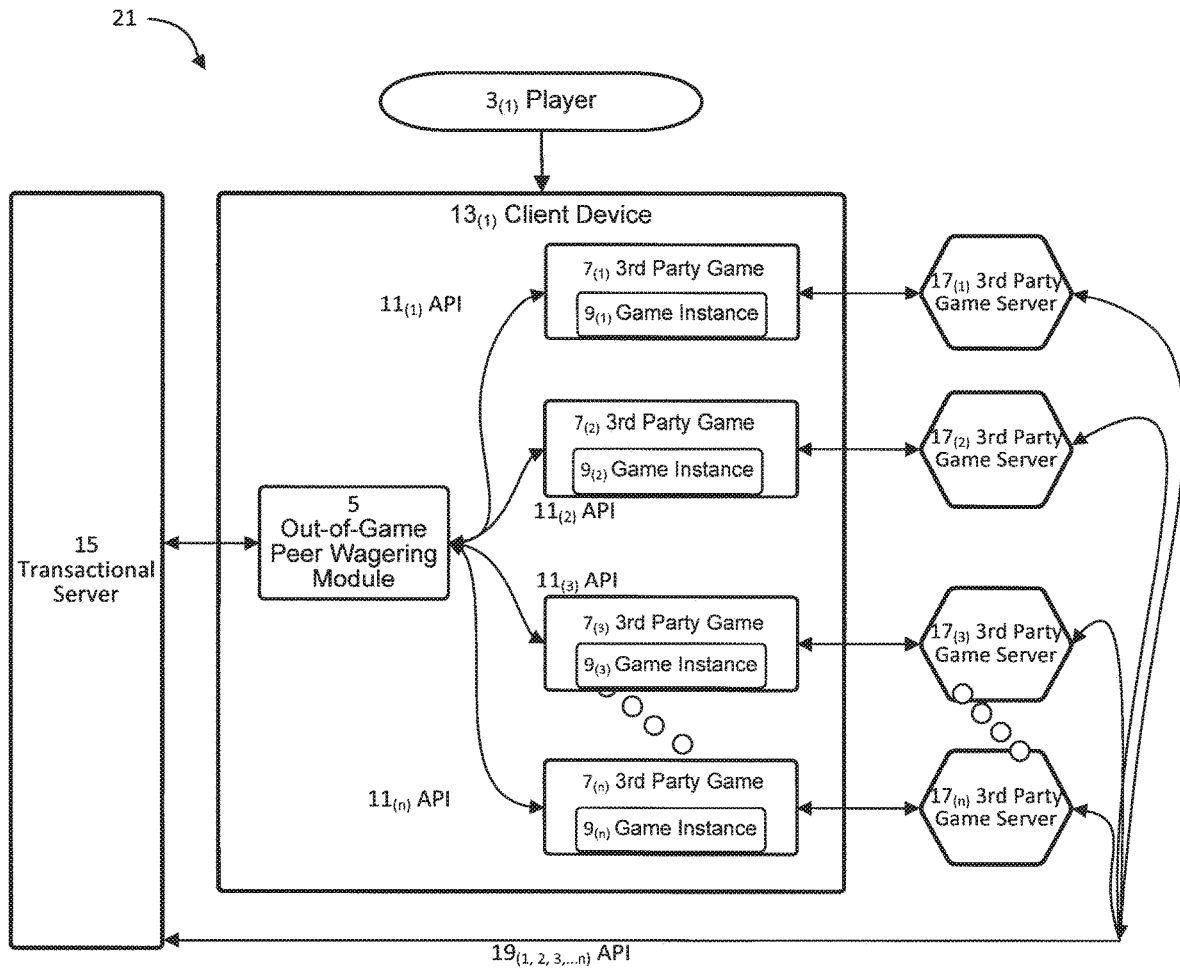 21
3(1) Player
13(1) Client Device
7(1) 3rd Party Game
9(1) Game Instance
11(1) API
17(1) 3rd Party
Game Server
7(2) 3rd Party Game
9(2) Game Instance
11(2) API
17(2) 3rd Party
Game Server
5
Out-of-Game
Peer Wagering
Module
15
Transactional
Server
11(3) API
7(3) 3rd Party Game
9(3) Game Instance
17(3) 3rd Party
Game Server
11(n) API
7(n) 3rd Party Game
9(n) Game Instance
17(n) 3rd Party
Game Server
19(1, 2, 3,...n) API